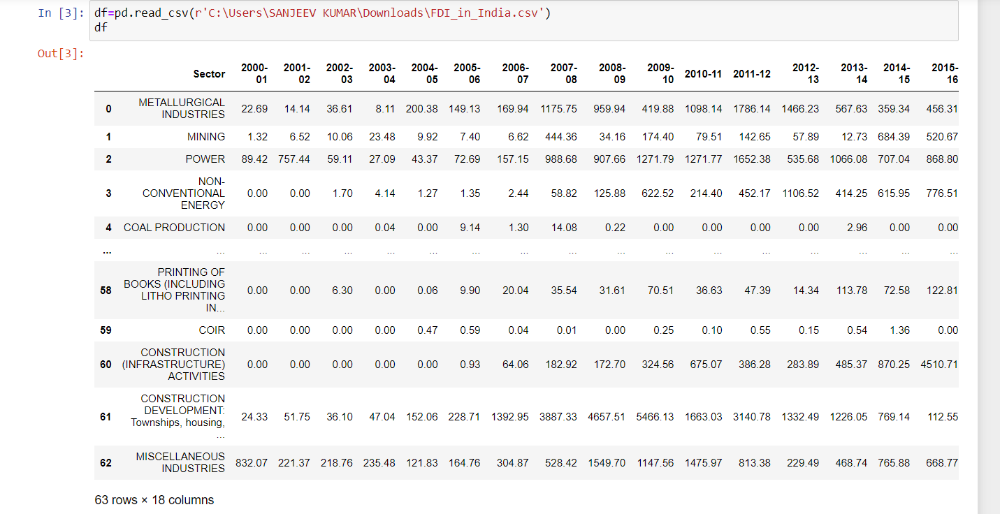 In [3]: df=pd.read_csv(r'C:\Users\SANJEEV KUMAR\Downloads\FDI_in_India.csv')
df
Out[3]:
Sector 2000-01 2001-02 2002-03 2003-04 2004-05 2005-06 2006-07 2007-08 2008-09 2009-10 2010-11 2011-12 2012-13 2013-14 2014-15 2015-16
0 METALLURGICAL INDUSTRIES 22.69 14.14 36.61 8.11 200.38 149.13 169.94 1175.75 959.94 419.88 1098.14 1786.14 1466.23 567.63 359.34 456.31
1 MINING 1.32 6.52 10.06 23.48 9.92 7.40 6.62 444.36 34.16 174.40 79.51 142.65 57.89 12.73 684.39 520.67
2 POWER 89.42 757.44 59.11 27.09 43.37 72.69 157.15 988.68 907.66 1271.79 1271.77 1652.38 535.68 1066.08 707.04 868.80
3 NON-CONVENTIONAL ENERGY 0.00 0.00 1.70 4.14 1.27 1.35 2.44 58.82 125.88 622.52 214.40 452.17 1106.52 414.25 615.95 776.51
4 COAL PRODUCTION 0.00 0.00 0.00 0.04 0.00 9.14 1.30 14.08 0.22 0.00 0.00 0.00 0.00 2.96 0.00 0.00
... ... ... ... ... ... ... ... ... ... ... ... ... ... ... ... ... ...
58 PRINTING OF BOOKS (INCLUDING LITHO PRINTING IN... 0.00 0.00 6.30 0.00 0.06 9.90 20.04 35.54 31.61 70.51 36.63 47.39 14.34 113.78 72.58 122.81
59 COIR 0.00 0.00 0.00 0.00 0.47 0.59 0.04 0.01 0.00 0.25 0.10 0.55 0.15 0.54 1.36 0.00
60 CONSTRUCTION (INFRASTRUCTURE) ACTIVITIES 0.00 0.00 0.00 0.00 0.00 0.93 64.06 182.92 172.70 324.56 675.07 386.28 283.89 485.37 870.25 4510.71
61 CONSTRUCTION DEVELOPMENT: Townships, housing, ... 24.33 51.75 36.10 47.04 152.06 228.71 1392.95 3887.33 4657.51 5466.13 1663.03 3140.78 1332.49 1226.05 769.14 112.55
62 MISCELLANEOUS INDUSTRIES 832.07 221.37 218.76 235.48 121.83 164.76 304.87 528.42 1549.70 1147.56 1475.97 813.38 229.49 468.74 765.88 668.77
63 rows × 18 columns